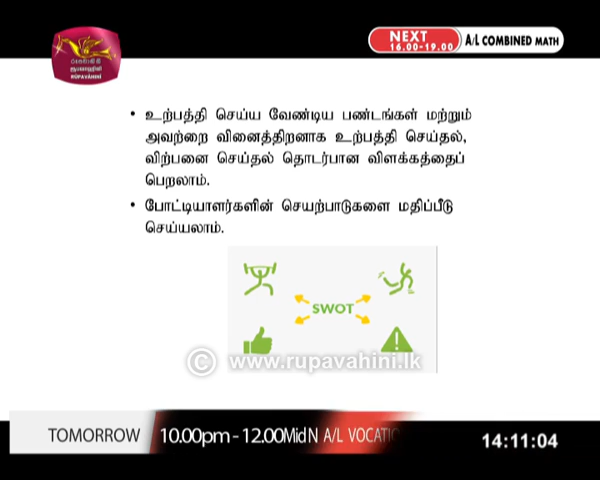 NEXT
16.00-19.00
A/L COMBINED MATH
රූපවාහිනී
ரூபவாஹினி
RUPAVAHINI
• உற்பத்தி செய்ய வேண்டிய பண்டங்கள் மற்றும்
அவற்றை வினைத்திறனாக உற்பத்தி செய்தல்,
விற்பனை செய்தல் தொடர்பான விளக்கத்தைப்
பெறலாம்.
• போட்டியாளர்களின் செயற்பாடுகளை மதிப்பீடு
செய்யலாம்.
SWOT
© www.rupavahini.lk
TOMORROW 10.00pm - 12.00MidN A/L VOCATIO
14:11:04